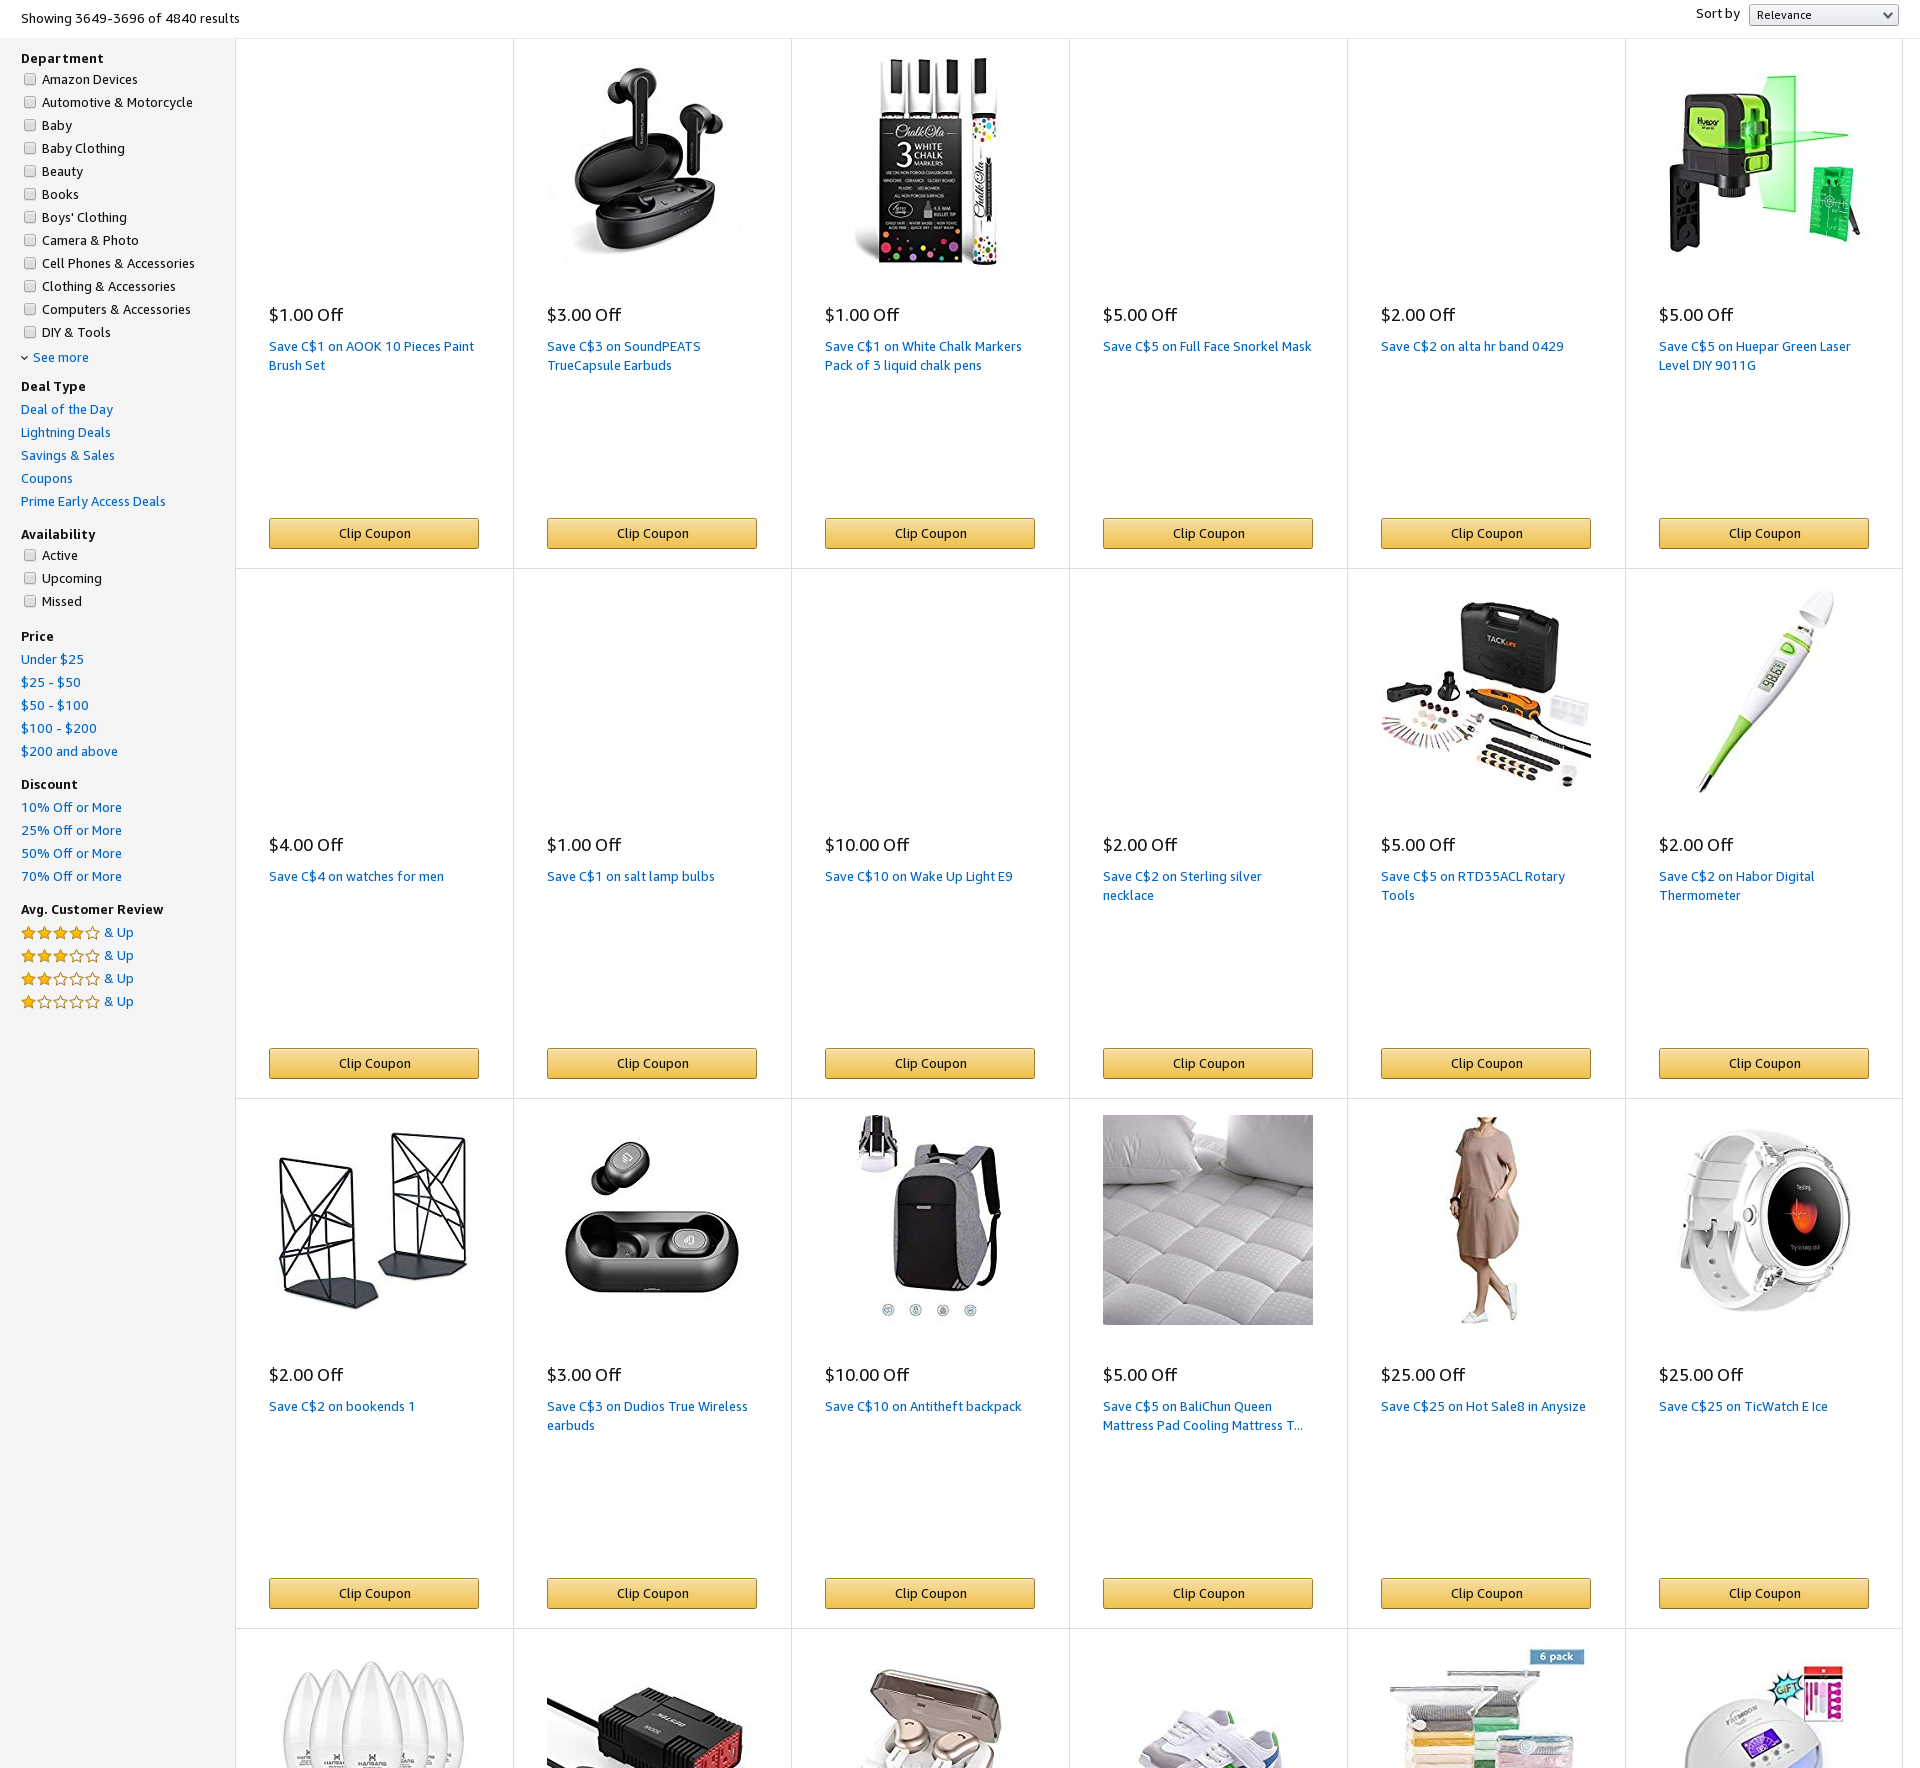 Showing 3649-3696 of 4840 results
Sort by
Relevance
Department
Amazon Devices
Automotive & Motorcycle
Baby
Baby Clothing
Beauty
Books
Boys' Clothing
Camera & Photo
Cell Phones & Accessories
Clothing & Accessories
Computers & Accessories
DIY & Tools
See more
Deal Type
Deal of the Day
Lightning Deals
Savings & Sales
Coupons
Prime Early Access Deals
Availability
Active
Upcoming
Missed
Price
Under $25
$25 - $50
$50 - $100
$100 - $200
$200 and above
Discount
10% Off or More
25% Off or More
50% Off or More
70% Off or More
Avg. Customer Review
& Up
& Up
& Up
& Up
$1.00 Off
Save C$1 on AOOK 10 Pieces Paint
Brush Set
Clip Coupon
$3.00 Off
Save C$3 on SoundPEATS
TrueCapsule Earbuds
Clip Coupon
ChalkOla
3 WHITE
CHALK
MARKERS
ChalkOla
$1.00 Off
Save C$1 on White Chalk Markers
Pack of 3 liquid chalk pens
Clip Coupon
$5.00 Off
Save C$5 on Full Face Snorkel Mask
Clip Coupon
$2.00 Off
Save C$2 on alta hr band 0429
Clip Coupon
Huepar
$5.00 Off
Save C$5 on Huepar Green Laser
Level DIY 9011G
Clip Coupon
$4.00 Off
Save C$4 on watches for men
Clip Coupon
$1.00 Off
Save C$1 on salt lamp bulbs
Clip Coupon
$10.00 Off
Save C$10 on Wake Up Light E9
Clip Coupon
$2.00 Off
Save C$2 on Sterling silver
necklace
Clip Coupon
TACKLIFE
$5.00 Off
Save C$5 on RTD35ACL Rotary
Tools
Clip Coupon
98.63
$2.00 Off
Save C$2 on Habor Digital
Thermometer
Clip Coupon
$2.00 Off
Save C$2 on bookends 1
Clip Coupon
$3.00 Off
Save C$3 on Dudios True Wireless
earbuds
Clip Coupon
$10.00 Off
Save C$10 on Antitheft backpack
Clip Coupon
$5.00 Off
Save C$5 on BaliChun Queen
Mattress Pad Cooling Mattress T...
Clip Coupon
$25.00 Off
Save C$25 on Hot Sale8 in Anysize
Clip Coupon
Testing
Try to keep still
$25.00 Off
Save C$25 on TicWatch E Ice
Clip Coupon
HANSANG
BESTEK
300W
6 pack
GIFT
FAYMOON